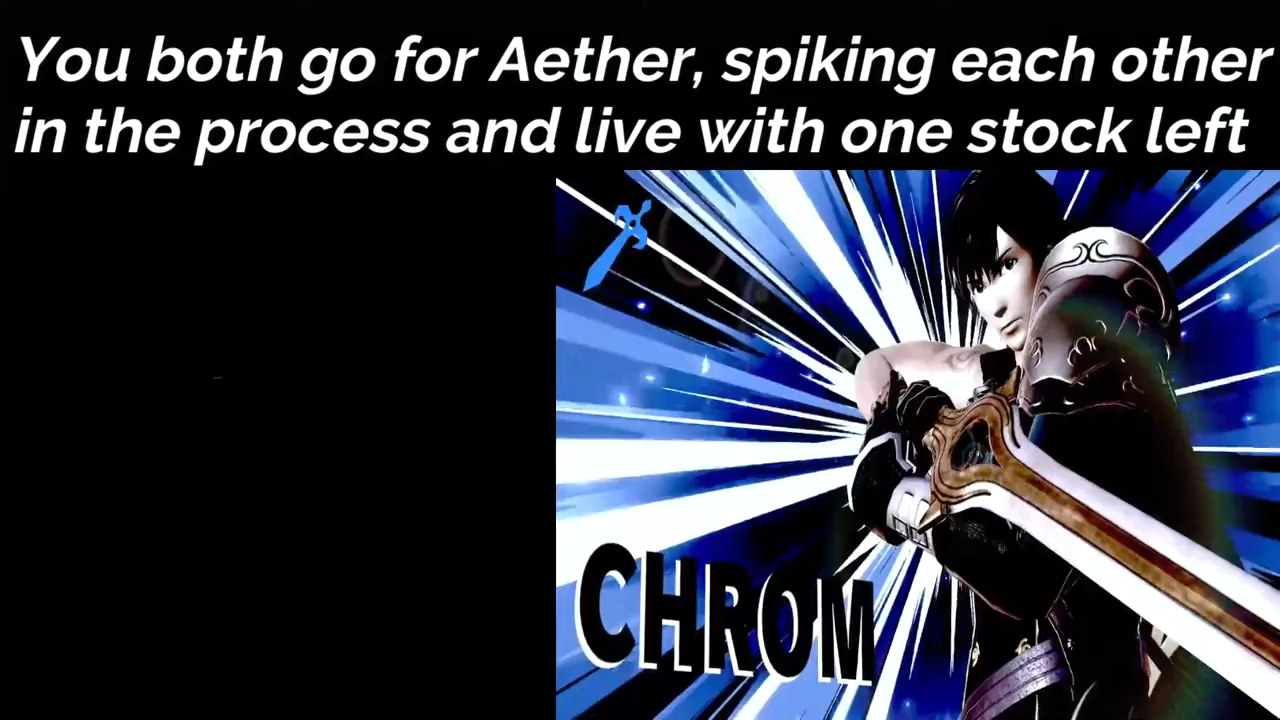 You both go for Aether, spiking each other
in the process and live with one stock left
CHROM